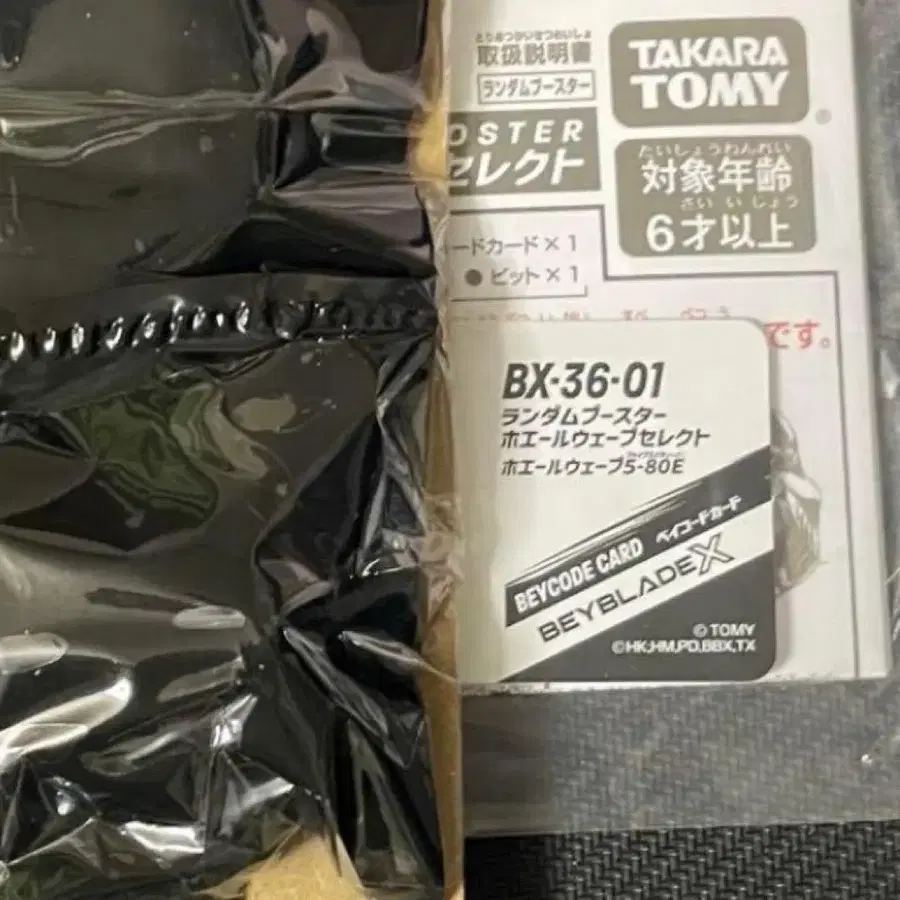 とりあつかいせつめいしょ
取扱説明書
ランダムブースター
OSTER
セレクト
TAKARA
TOMY
たいしょうねんれい
対象年齢
さい いじょう
6才以上
ードカード×1
●ビット×1
です。
BX-36-01
ランダムブースター
ホエールウェーブセレクト
ホエールウェーブ5-80E
BEYCODE CARD ベイコードカード
BEYBLADE X
©TOMY
©HK,HM,PD,BBX,TX